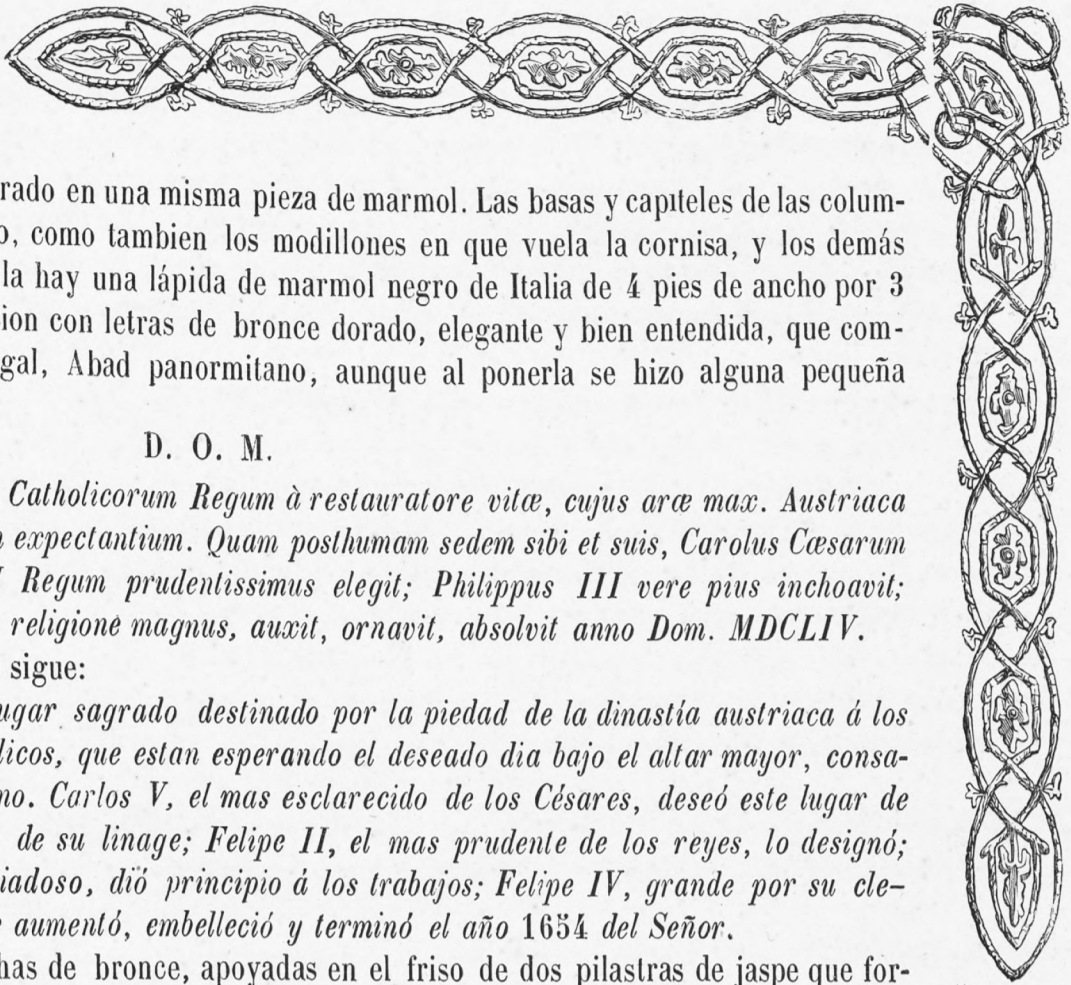 rado en una misma pieza de marmol. Las basas y capiteles de las colum-
o, como tambien los modillones en que vuela la cornisa, y los demás
la hay una lápida de marmol negro de Italia de 4 pies de ancho por 3
ion con letras de bronce dorado, elegante y bien entendida, que com-
gal, Abad panormitano, aunque al ponerla se hizo alguna pequeña
D. O. M.
Catholicorum Regum à restauratore vitæ, cujus aræ max. Austriaca
expectantium. Quam posthumam sedem sibi et suis, Carolus Cæsarum
I Regum prudentissimus elegit; Philippus III vere pius inchoavit;
religione magnus, auxit, ornavit, absolvit anno Dom. MDCLIV.
sigue:
ugar sagrado destinado por la piedad de la dinastía austriaca á los
licos, que estan esperando el deseado dia bajo el altar mayor, consa-
no. Carlos V, el mas esclarecido de los Césares, deseó este lugar de
de su linage; Felipe II, el mas prudente de los reyes, lo designó;
iadoso, dió principio á los trabajos; Felipe IV, grande por su cle-
aumentó, embelleció y terminó el año 1654 del Señor.
has de bronce, apoyadas en el friso de dos pilastras de jaspe que for-